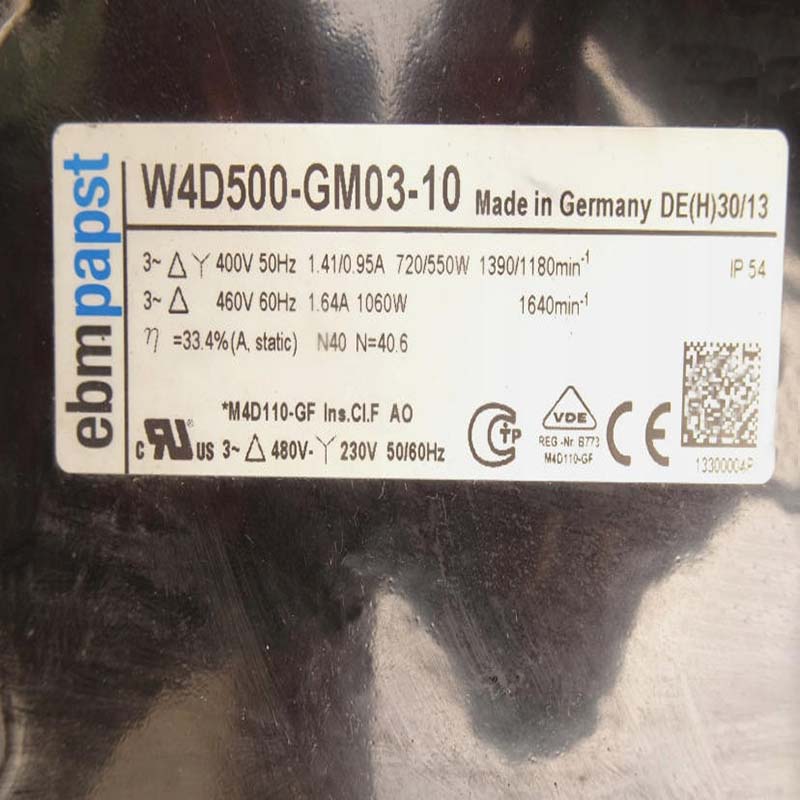 ebmpapst
W4D500-GM03-10 Made in Germany DE(H)30/13
3~ △ Y 400V 50Hz 1.41/0.95A 720/550W 1390/1180min⁻¹ IP 54
3~ △ 460V 60Hz 1.64A 1060W 1640min⁻¹
η =33.4%(A, static) N40 N=40.6
*M4D110-GF Ins.Cl.F AO
c RU® US 3~ △ 480V- Y 230V 50/60Hz
CTP
VDE
REG.-Nr. B773
M4D110-GF
CE
13300004P